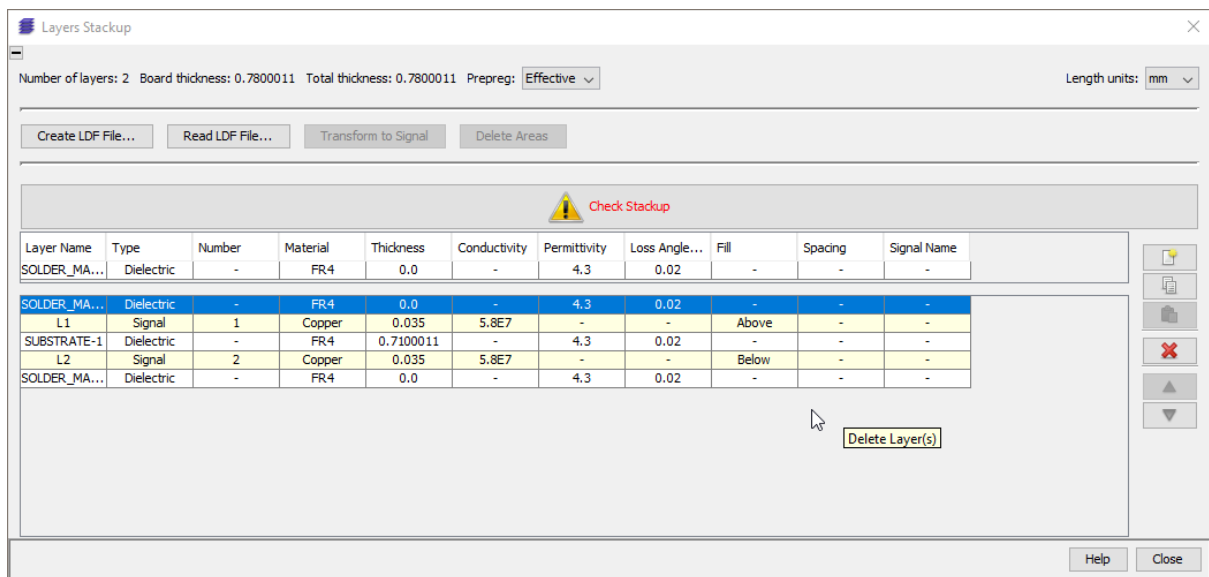 Layers Stackup
Number of layers: 2 Board thickness: 0.7800011 Total thickness: 0.7800011 Prepreg: Effective Length units: mm
Create LDF File... Read LDF File... Transform to Signal Delete Areas
Check Stackup
Layer Name Type Number Material Thickness Conductivity Permittivity Loss Angle... Fill Spacing Signal Name
SOLDER_MA... Dielectric - FR4 0.0 - 4.3 0.02 - - -
SOLDER_MA... Dielectric - FR4 0.0 - 4.3 0.02 - - -
L1 Signal 1 Copper 0.035 5.8E7 - - Above - -
SUBSTRATE-1 Dielectric - FR4 0.7100011 - 4.3 0.02 - - -
L2 Signal 2 Copper 0.035 5.8E7 - - Below - -
SOLDER_MA... Dielectric - FR4 0.0 - 4.3 0.02 - - -
Delete Layer(s)
Help Close